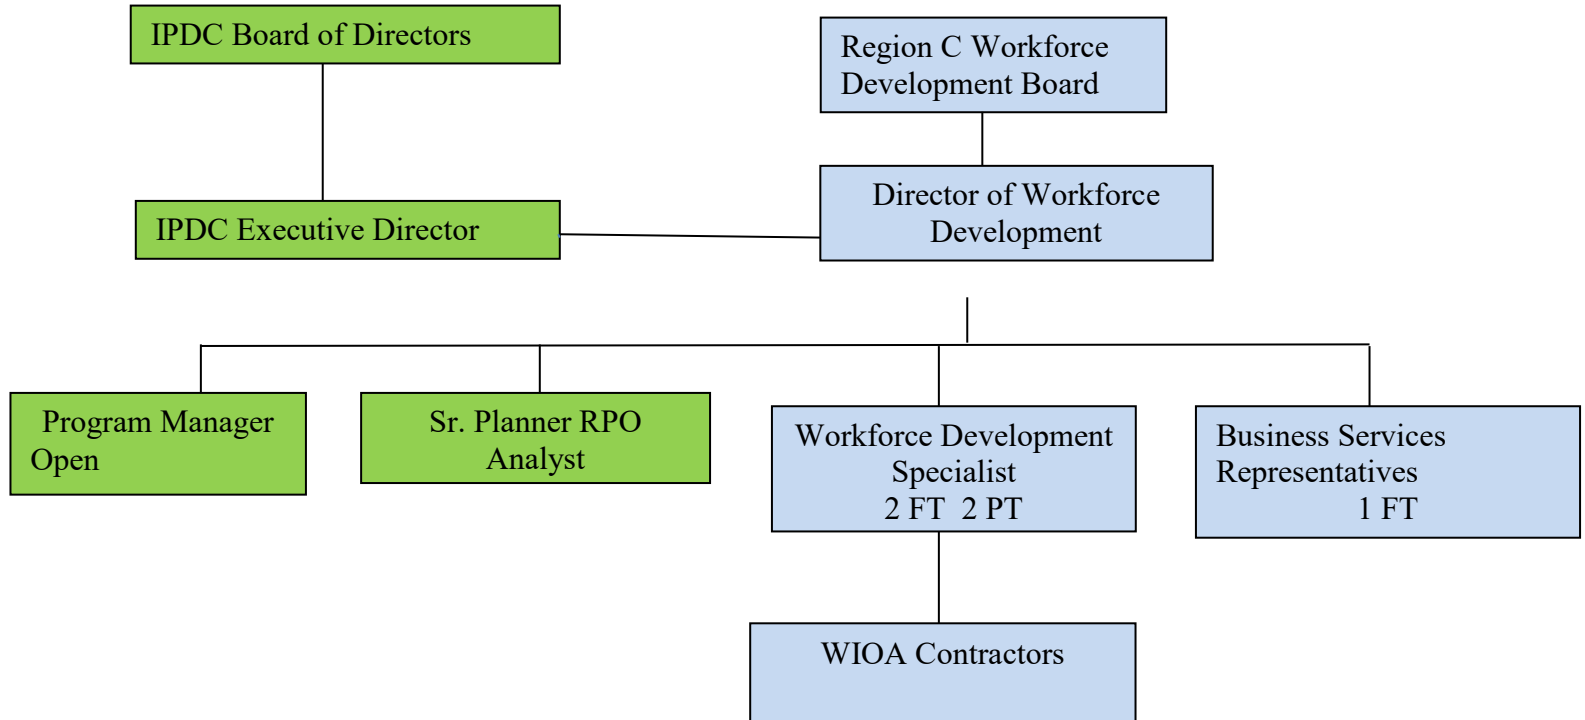 IPDC Board of Directors
Region C Workforce
Development Board
IPDC Executive Director
Director of Workforce
Development
Program Manager
Open
Sr. Planner RPO
Analyst
Workforce Development
Specialist
2 FT 2 PT
Business Services
Representatives
1 FT
WIOA Contractors